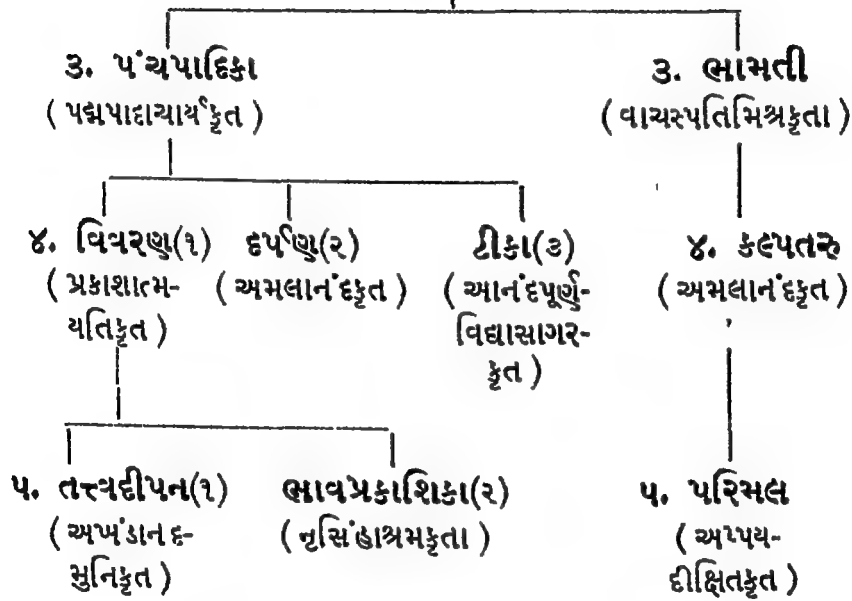 ૩. પંચપાદિકા
( પદ્મપાદાચાર્યકૃત )
૩. ભામતી
( વાચસ્પતિમિશ્રકૃતા )
૪. વિવરણ(૧)
( પ્રકાશાત્મ-
યતિકૃત )
દર્પણ(૨)
( અમલાનંદકૃત )
ટીકા(૩)
( આનંદપૂર્ણ-
વિદ્યાસાગર-
કૃત )
૪. કલ્પતરુ
( અમલાનંદકૃત )
૫. તત્ત્વદીપન(૧)
( અખંડાનંદ-
મુનિકૃત )
ભાવપ્રકાશિકા(૨)
( નૃસિંહાશ્રમકૃતા )
૫. પરિમલ
( અપ્પય-
દીક્ષિતકૃત )